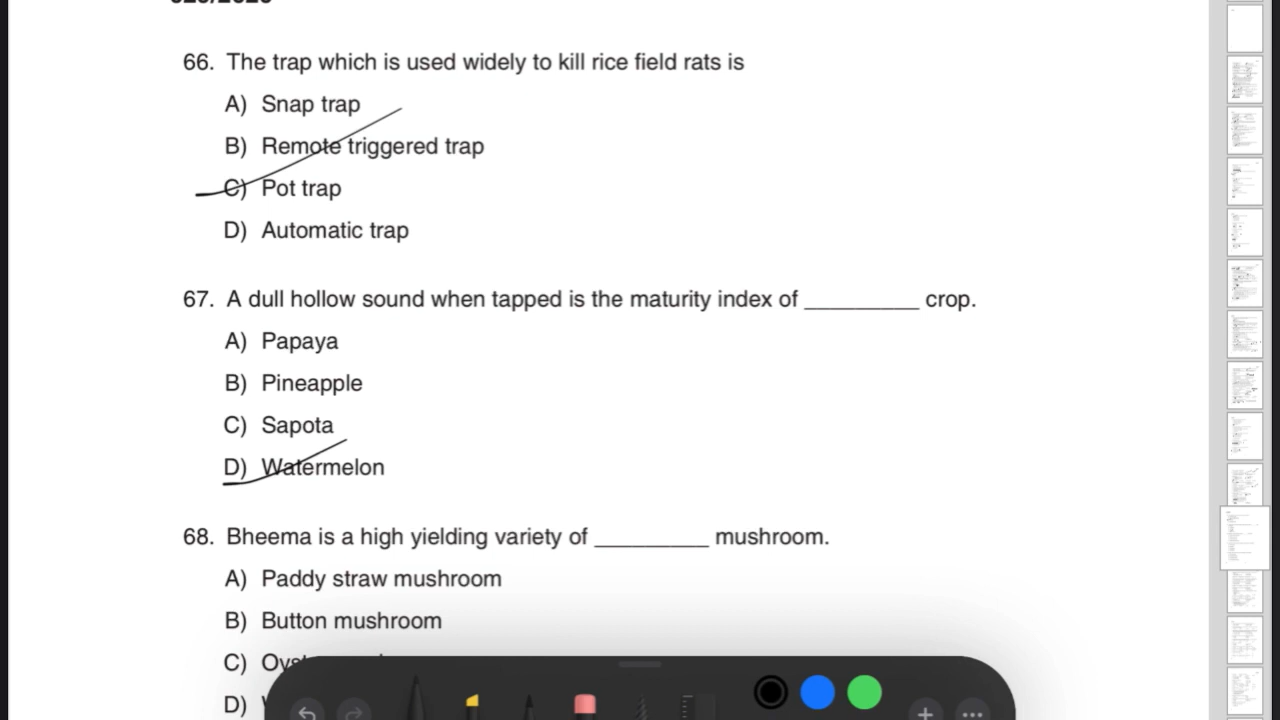 66. The trap which is used widely to kill rice field rats is
A) Snap trap
B) Remote triggered trap
C) Pot trap
D) Automatic trap
67. A dull hollow sound when tapped is the maturity index of _________ crop.
A) Papaya
B) Pineapple
C) Sapota
D) Watermelon
68. Bheema is a high yielding variety of _________ mushroom.
A) Paddy straw mushroom
B) Button mushroom
C)
D)